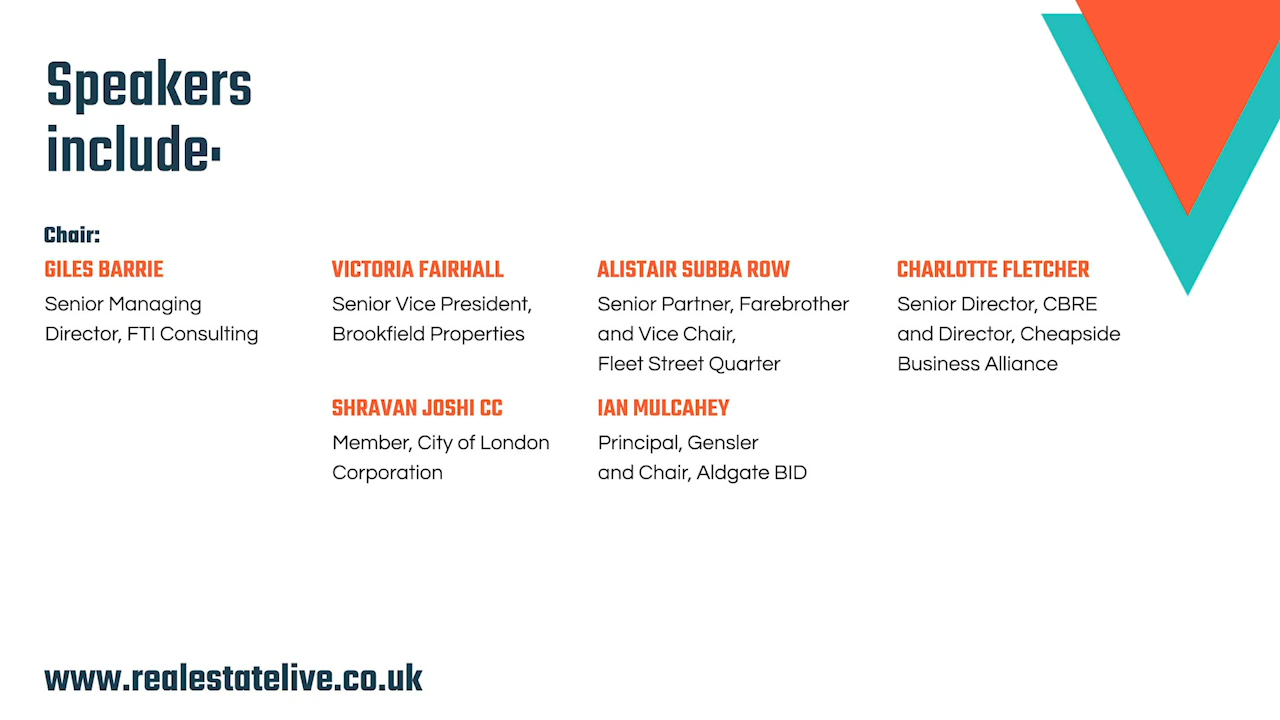 Speakers
include:
Chair:
GILES BARRIE
Senior Managing
Director, FTI Consulting
VICTORIA FAIRHALL
Senior Vice President,
Brookfield Properties
ALISTAIR SUBBA ROW
Senior Partner, Farebrother
and Vice Chair,
Fleet Street Quarter
CHARLOTTE FLETCHER
Senior Director, CBRE
and Director, Cheapside
Business Alliance
SHRAVAN JOSHI CC
Member, City of London
Corporation
IAN MULCAHEY
Principal, Gensler
and Chair, Aldgate BID
www.realestatelive.co.uk